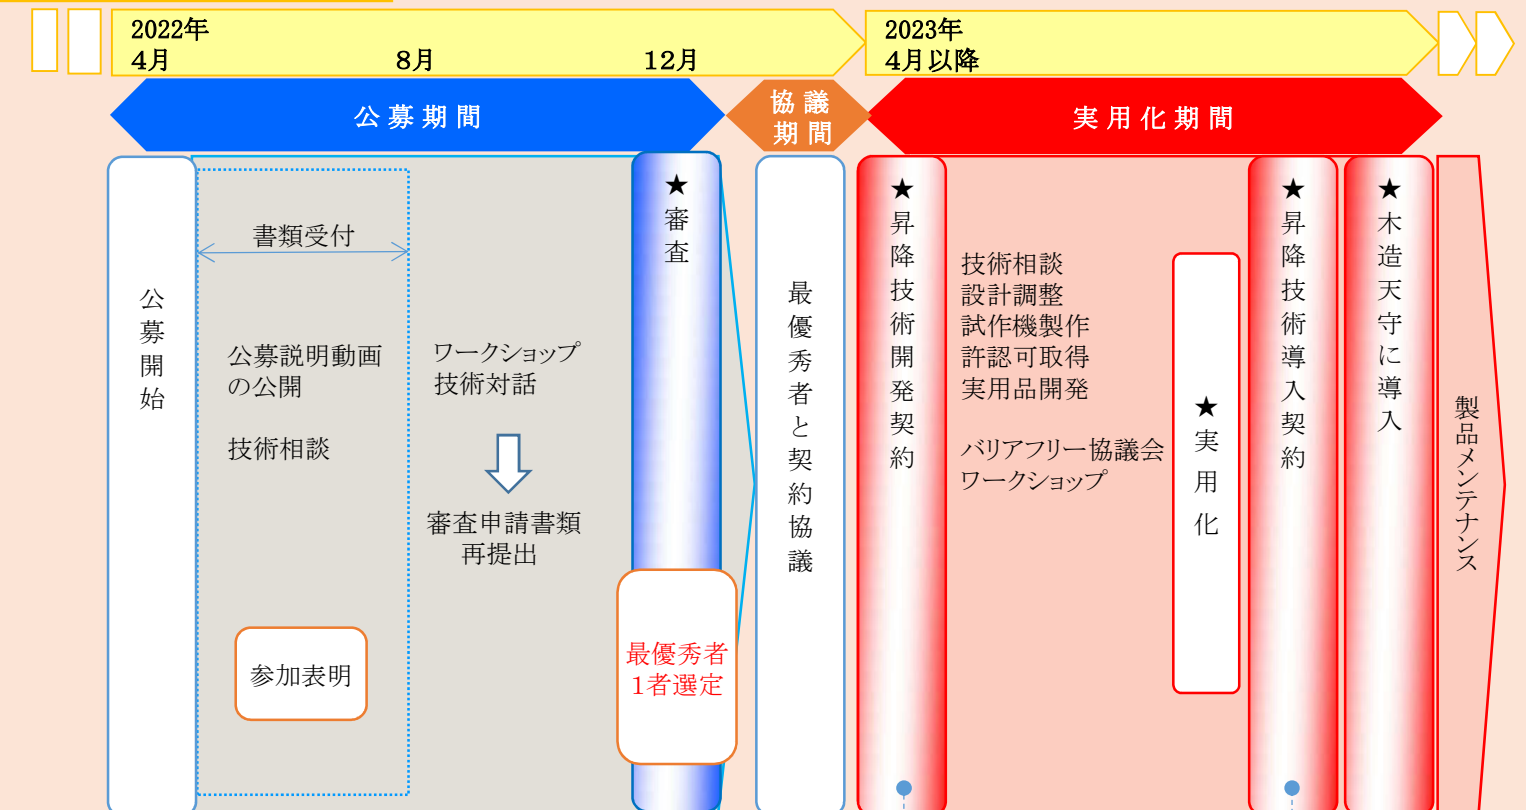 2022年
4月
8月
12月
2023年
4月以降
公募期間
協議
期間
実用化期間
公募開始
書類受付
公募説明動画
の公開
技術相談
参加表明
ワークショップ
技術対話
審査申請書類
再提出
★審査
最優秀者
1者選定
最優秀者と契約協議
★昇降技術開発契約
技術相談
設計調整
試作機製作
許認可取得
実用品開発
バリアフリー協議会
ワークショップ
★実用化
★昇降技術導入契約
★木造天守に導入
製品メンテナンス